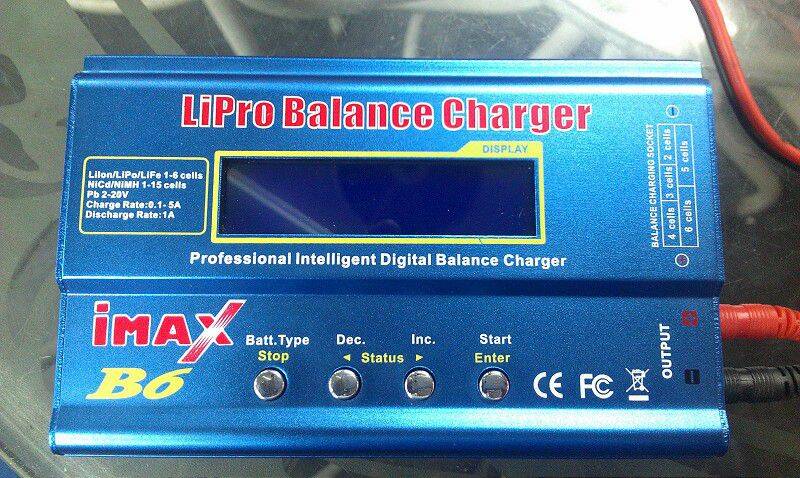 LiPro Balance Charger
DISPLAY
LiIon/LiPo/LiFe 1-6 cells
NiCd/NiMH 1-15 cells
Pb 2-20V
Charge Rate:0.1- 5A
Discharge Rate:1A
Professional Intelligent Digital Balance Charger
BALANCE CHARGING SOCKET
4 cells 3 cells 2 cells
6 cells 5 cells
iMAX
B6
Batt.Type
Stop
Dec.
Inc.
◄ Status ►
Start
Enter
CE FC
OUTPUT
+
-